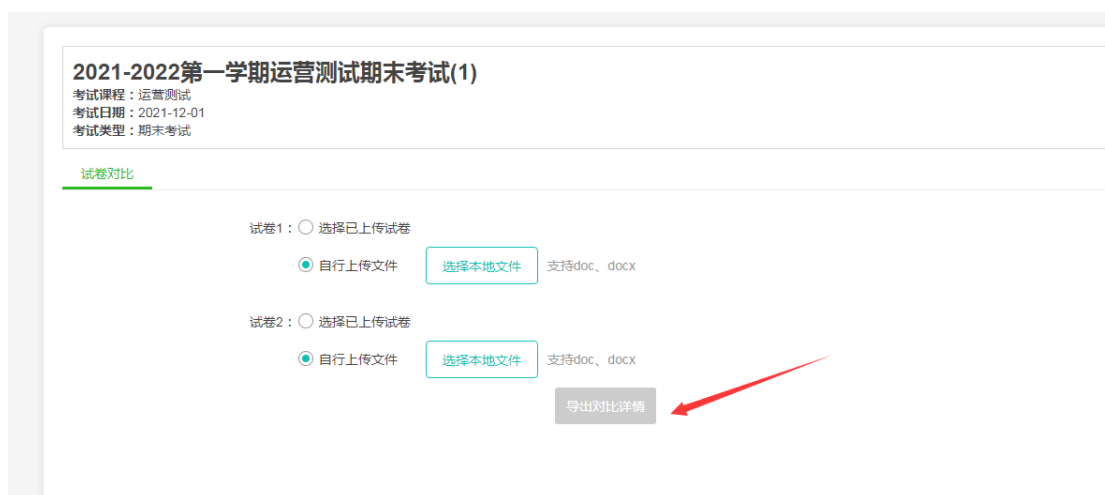 2021-2022第一学期运营测试期末考试(1)
考试课程：运营测试
考试日期：2021-12-01
考试类型：期末考试
试卷对比
试卷1： 选择已上传试卷
自行上传文件 选择本地文件 支持doc、docx
试卷2： 选择已上传试卷
自行上传文件 选择本地文件 支持doc、docx
导出对比详情